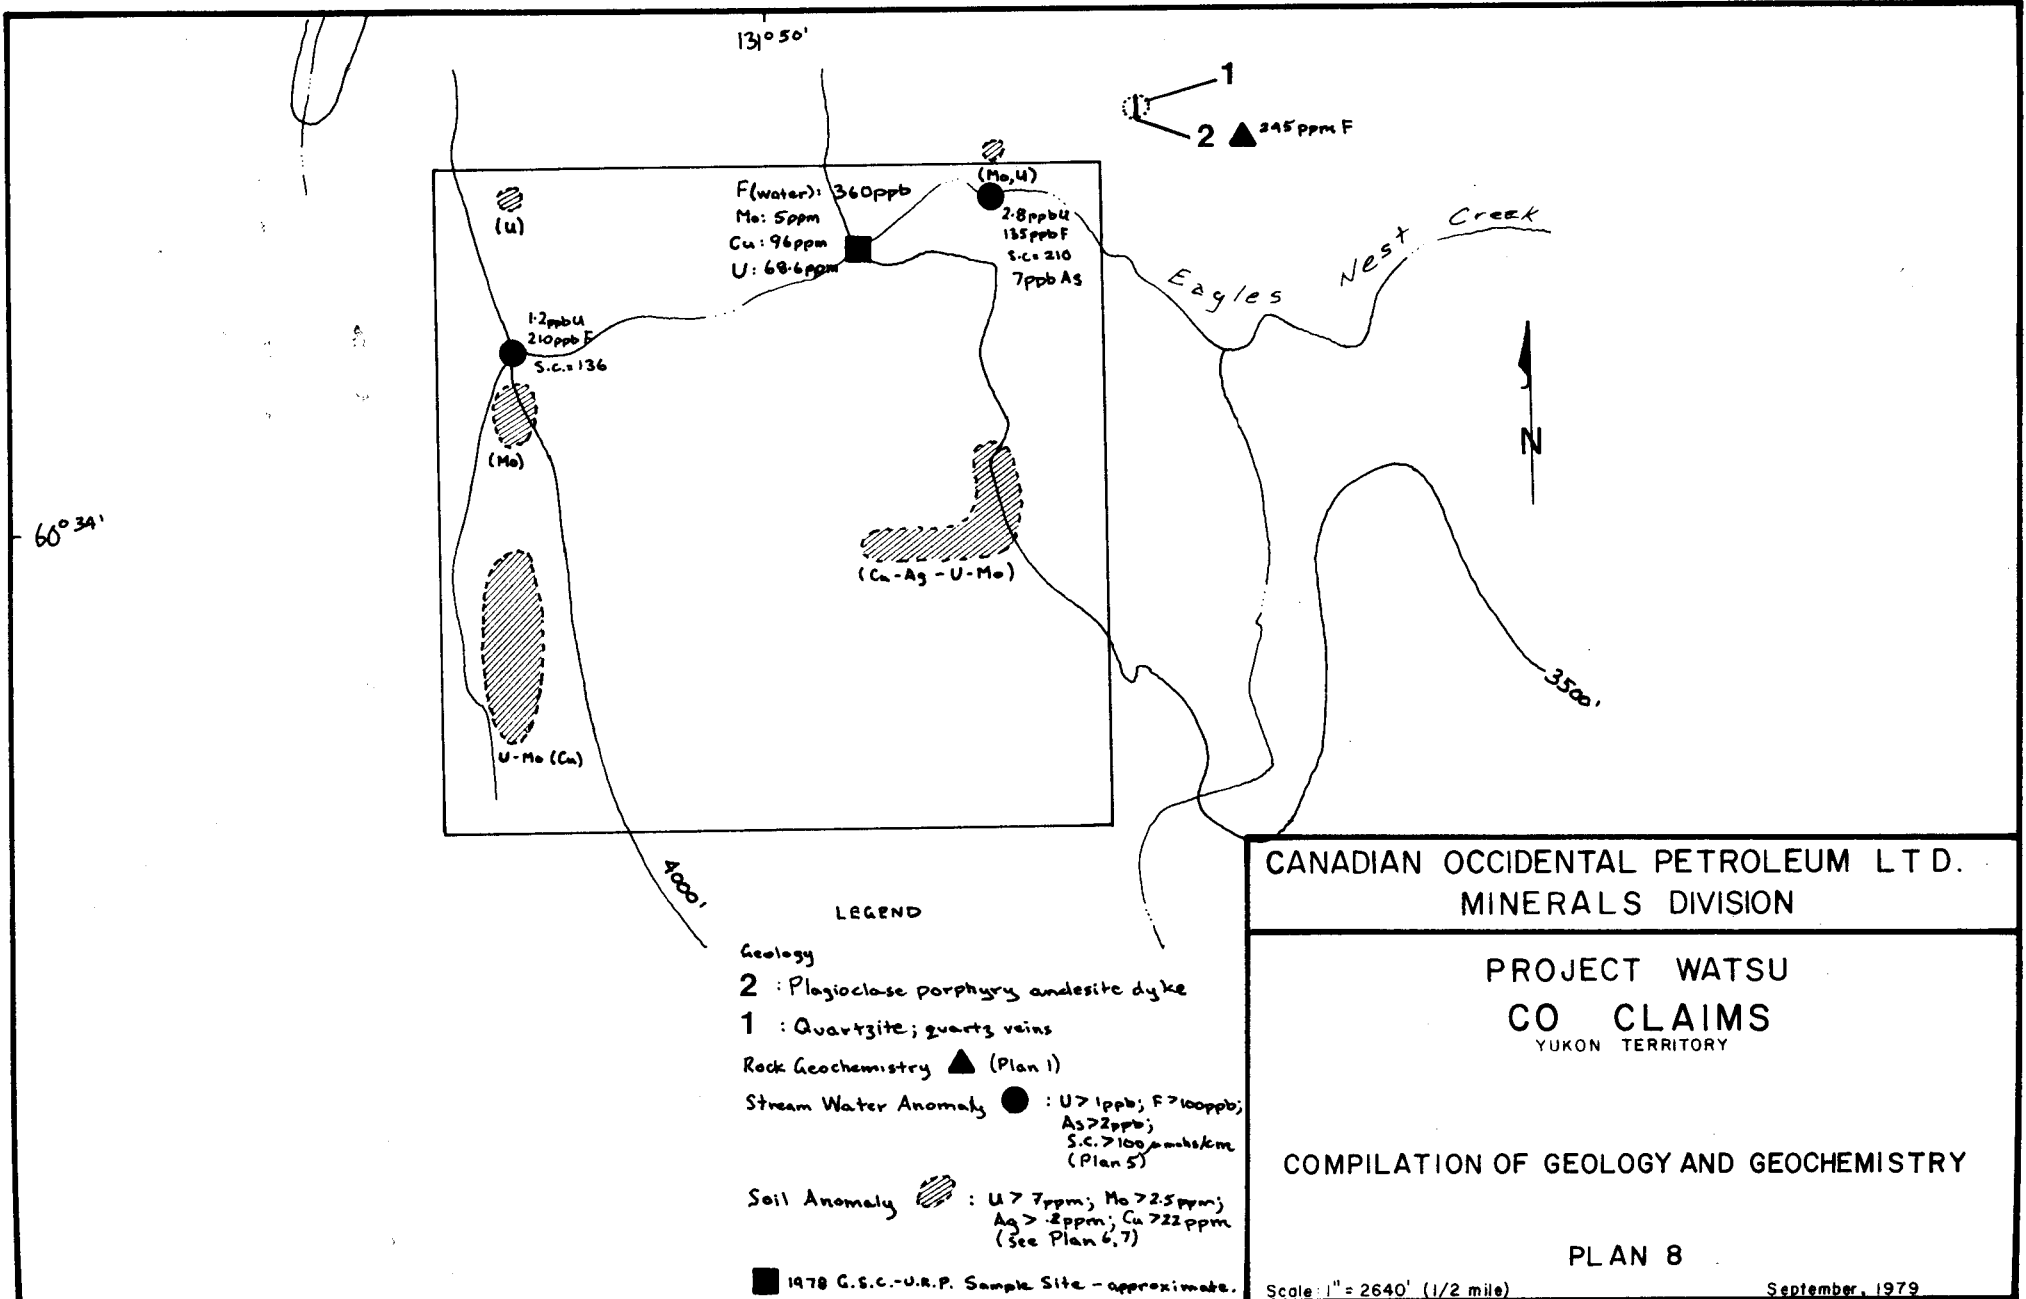 131° 50'
1
2 245 ppm F
(Mo, U)
F(water): 360ppb
Mo: 5ppm
Cu: 96ppm
U: 68.6ppm
(U)
2.8ppbU
135ppbF
S.C.= 210
7ppb As
Eagles Nest Creek
1.2ppbU
210ppb F
S.C.= 136
(Mo)
N
60° 34'
(Cu-Ag-U-Mo)
3500'
U-Mo (Cu)
4000'
LEGEND
Geology
2 : Plagioclase porphyry andesite dyke
1 : Quartzite; quartz veins
Rock Geochemistry (Plan 1)
Stream Water Anomaly : U > 1ppb; F > 100ppb;
As > 2ppb;
S.C. > 100 µmohs/cm
(Plan 5)
Soil Anomaly : U > 7ppm; Mo > 2.5ppm;
Ag > .2ppm; Cu > 22 ppm
(see Plan 6,7)
1978 G.S.C.-U.R.P. Sample Site - approximate.
CANADIAN OCCIDENTAL PETROLEUM LTD.
MINERALS DIVISION
PROJECT WATSU
CO CLAIMS
YUKON TERRITORY
COMPILATION OF GEOLOGY AND GEOCHEMISTRY
PLAN 8
Scale: 1" = 2640' (1/2 mile) September, 1979